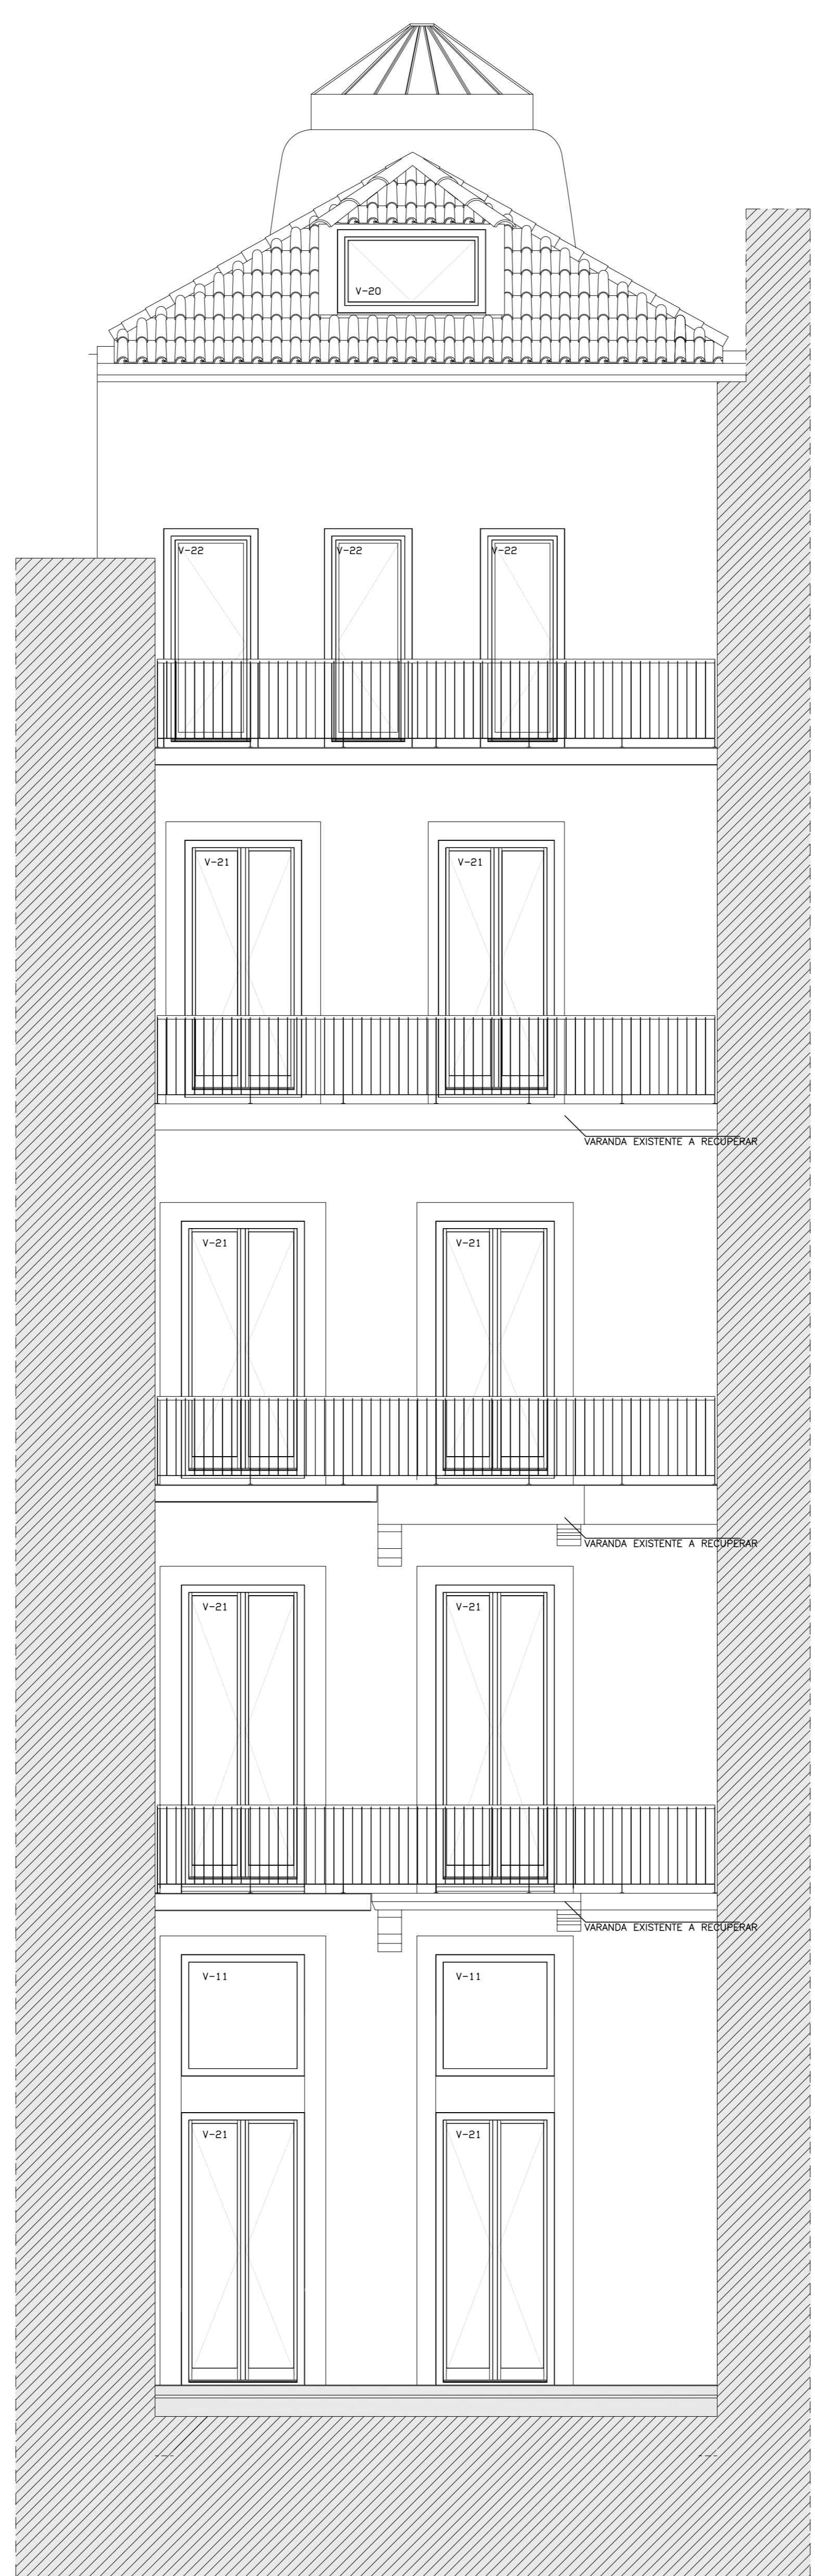 V-20
V-22 V-22 V-22
V-21 V-21
VARANDA EXISTENTE A RECUPERAR
V-21 V-21
VARANDA EXISTENTE A RECUPERAR
V-21 V-21
VARANDA EXISTENTE A RECUPERAR
V-11 V-11
V-21 V-21